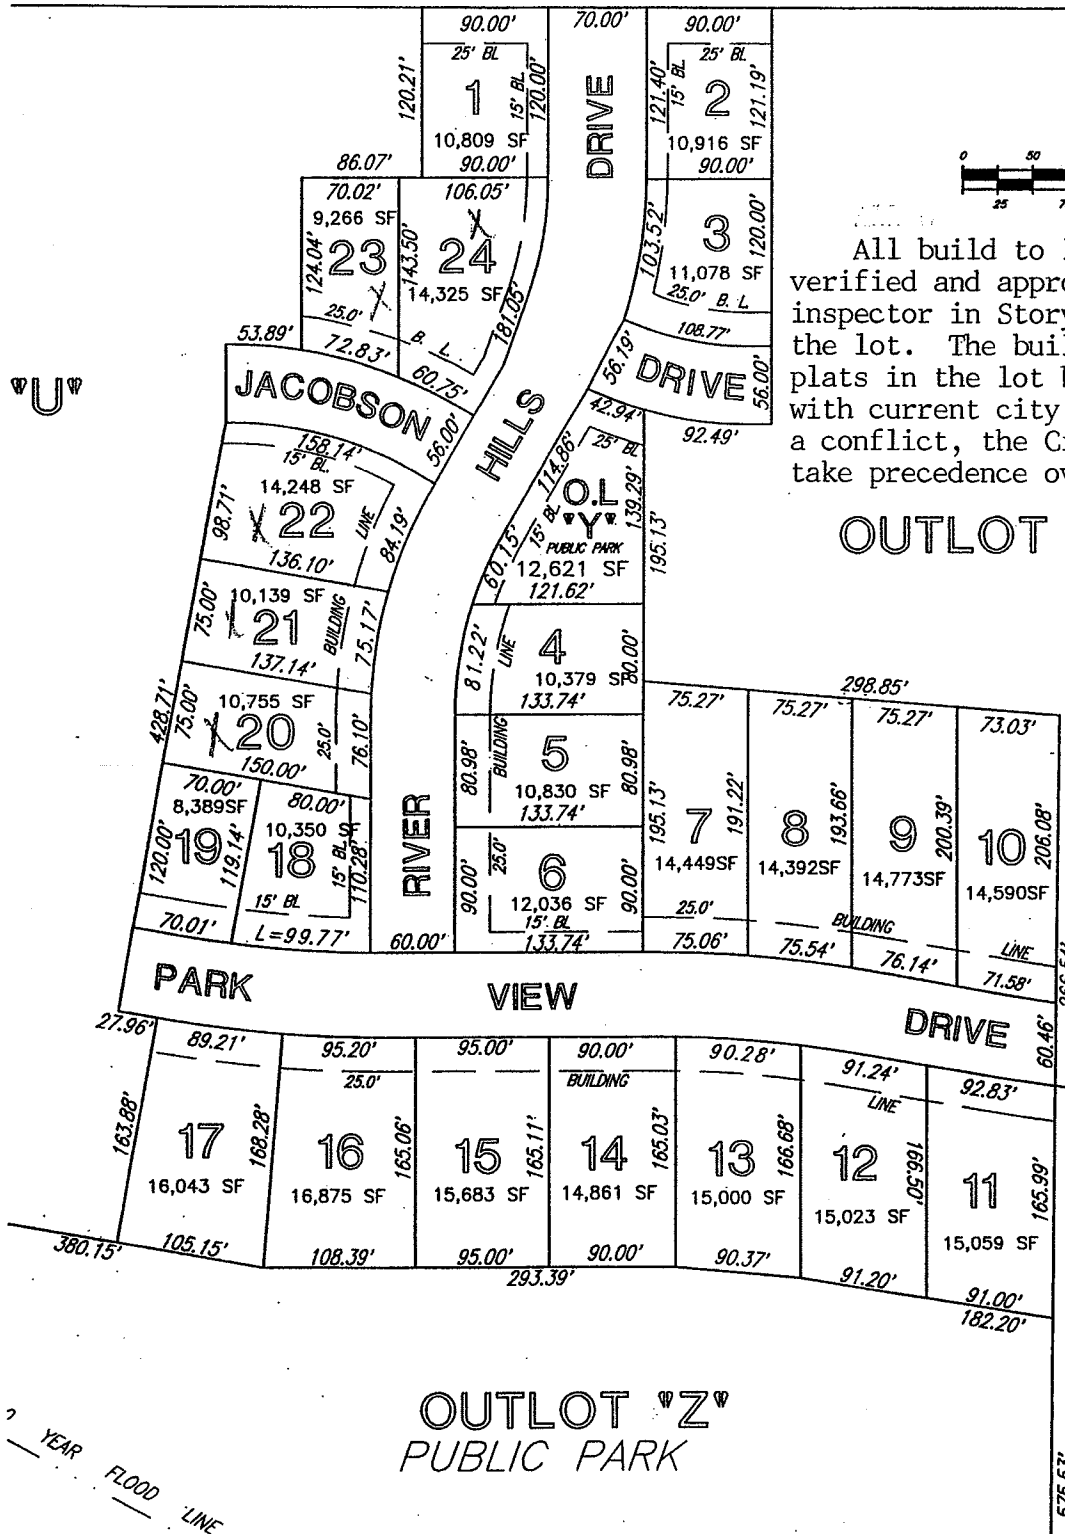 90.00'
70.00'
90.00'
25' BL
25' BL
120.21'
1
15' BL
120.00'
DRIVE
121.40'
15' BL
2
121.19'
10,809 SF
10,916 SF
86.07'
90.00'
90.00'
0 50
25
70.02'
106.05'
9,266 SF
124.04'
23
143.50'
24
14,325 SF
181.05'
103.52'
3
120.00'
11,078 SF
25.0' B. L.
25.0' B. L.
108.77'
All build to
verified and
inspector in
the lot. The
plats in the lot
with current city
a conflict, the
take precedence
53.89'
72.83'
60.75'
56.19'
DRIVE
56.00'
"U"
JACOBSON
56.00'
HILLS
42.94'
92.49'
158.14'
15' BL.
14,248 SF
98.71'
22
LINE
84.19'
136.10'
114.86'
25' BL
15' BL
O.L
"Y"
PUBLIC PARK
139.29'
195.13'
60.15'
12,621 SF
121.62'
OUTLOT
75.00'
10,139 SF
21
BUILDING
75.17'
137.14'
81.22'
LINE
4
10,379 SF
80.00'
133.74'
428.71'
75.00'
10,755 SF
20
25.0'
76.10'
150.00'
80.98'
BUILDING
5
10,830 SF
80.98'
133.74'
298.85'
75.27'
75.27'
75.27'
73.03'
70.00'
8,389SF
120.00'
19
119.14'
80.00'
10,350 SF
18
15' BL
110.28'
15' BL
RIVER
90.00'
25.0'
6
12,036 SF
15' BL
90.00'
195.13'
7
191.22'
14,449SF
8
193.66'
14,392SF
9
200.39'
14,773SF
10
206.08'
14,590SF
25.0'
BUILDING
LINE
70.01'
L=99.77'
60.00'
133.74'
75.06'
75.54'
76.14'
71.58'
PARK
VIEW
DRIVE
60.46'
27.96'
89.21'
95.20'
95.00'
90.00'
90.28'
91.24'
92.83'
25.0'
BUILDING
LINE
163.88'
17
168.28'
16,043 SF
16
165.06'
16,875 SF
15
165.11'
15,683 SF
14
165.03'
14,861 SF
13
166.68'
15,000 SF
12
166.50'
15,023 SF
11
165.99'
15,059 SF
380.15'
105.15'
108.39'
95.00'
90.00'
90.37'
91.20'
91.00'
293.39'
182.20'
OUTLOT "Z"
PUBLIC PARK
YEAR FLOOD LINE
575.53'